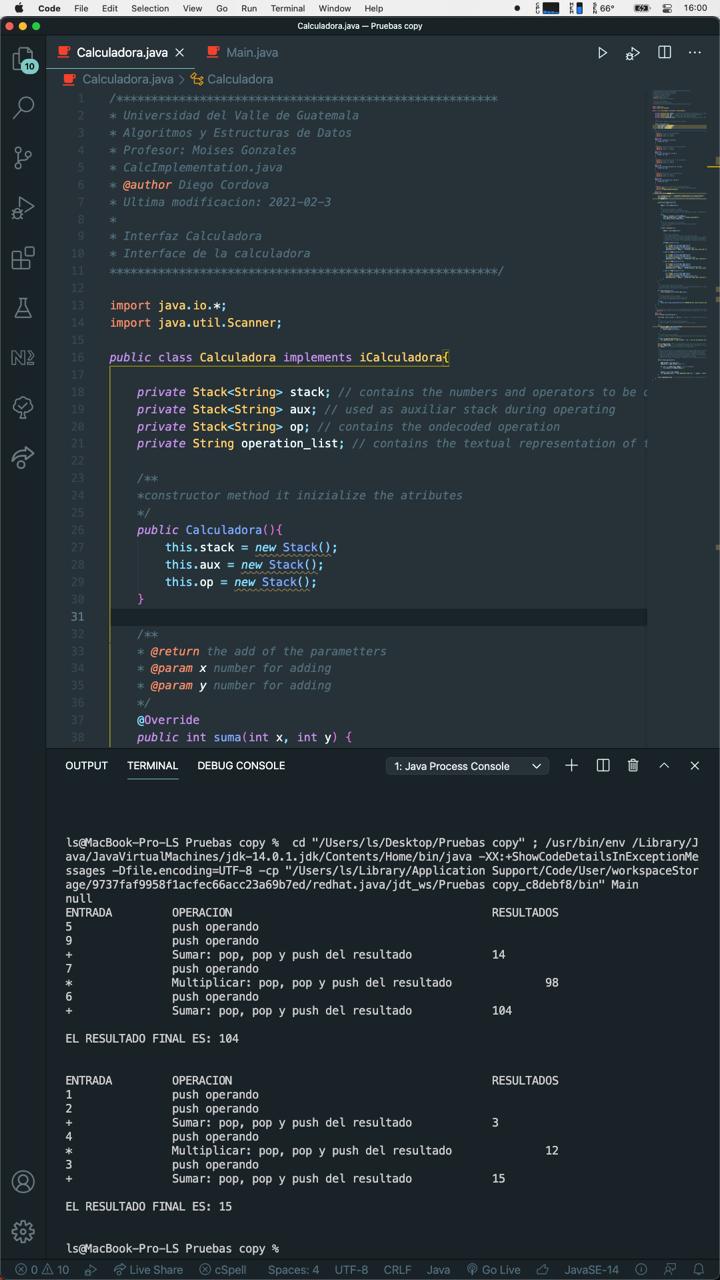 Code File Edit Selection View Go Run Terminal Window Help 66° 16:00
Calculadora.java — Pruebas copy
Calculadora.java Main.java
10
Calculadora.java > Calculadora
1 /*******************************************************
2 * Universidad del Valle de Guatemala
3 * Algoritmos y Estructuras de Datos
4 * Profesor: Moises Gonzales
5 * CalcImplementation.java
6 * @author Diego Cordova
7 * Ultima modificacion: 2021-02-3
8 *
9 * Interfaz Calculadora
10 * Interface de la calculadora
11 ********************************************************/
12
13 import java.io.*;
14 import java.util.Scanner;
15
16 public class Calculadora implements iCalculadora{
17
18 private Stack<String> stack; // contains the numbers and operators to be
19 private Stack<String> aux; // used as auxiliar stack during operating
20 private Stack<String> op; // contains the ondecoded operation
21 private String operation_list; // contains the textual representation of
22
23 /**
24 *constructor method it inizialize the atributes
25 */
26 public Calculadora(){
27 this.stack = new Stack();
28 this.aux = new Stack();
29 this.op = new Stack();
30 }
31
32 /**
33 * @return the add of the parametters
34 * @param x number for adding
35 * @param y number for adding
36 */
37 @Override
38 public int suma(int x, int y) {
OUTPUT TERMINAL DEBUG CONSOLE 1: Java Process Console
ls@MacBook-Pro-LS Pruebas copy % cd "/Users/ls/Desktop/Pruebas copy" ; /usr/bin/env /Library/J
ava/JavaVirtualMachines/jdk-14.0.1.jdk/Contents/Home/bin/java -XX:+ShowCodeDetailsInExceptionMe
ssages -Dfile.encoding=UTF-8 -cp "/Users/ls/Library/Application Support/Code/User/workspaceStor
age/9737faf9958f1acfec66acc23a69b7ed/redhat.java/jdt_ws/Pruebas copy_c8debf8/bin" Main
null
ENTRADA OPERACION RESULTADOS
5 push operando
9 push operando
+ Sumar: pop, pop y push del resultado 14
7 push operando
* Multiplicar: pop, pop y push del resultado 98
6 push operando
+ Sumar: pop, pop y push del resultado 104
EL RESULTADO FINAL ES: 104
ENTRADA OPERACION RESULTADOS
1 push operando
2 push operando
+ Sumar: pop, pop y push del resultado 3
4 push operando
* Multiplicar: pop, pop y push del resultado 12
3 push operando
+ Sumar: pop, pop y push del resultado 15
EL RESULTADO FINAL ES: 15
ls@MacBook-Pro-LS Pruebas copy %
0 10 Live Share cSpell Spaces: 4 UTF-8 CRLF Java Go Live JavaSE-14